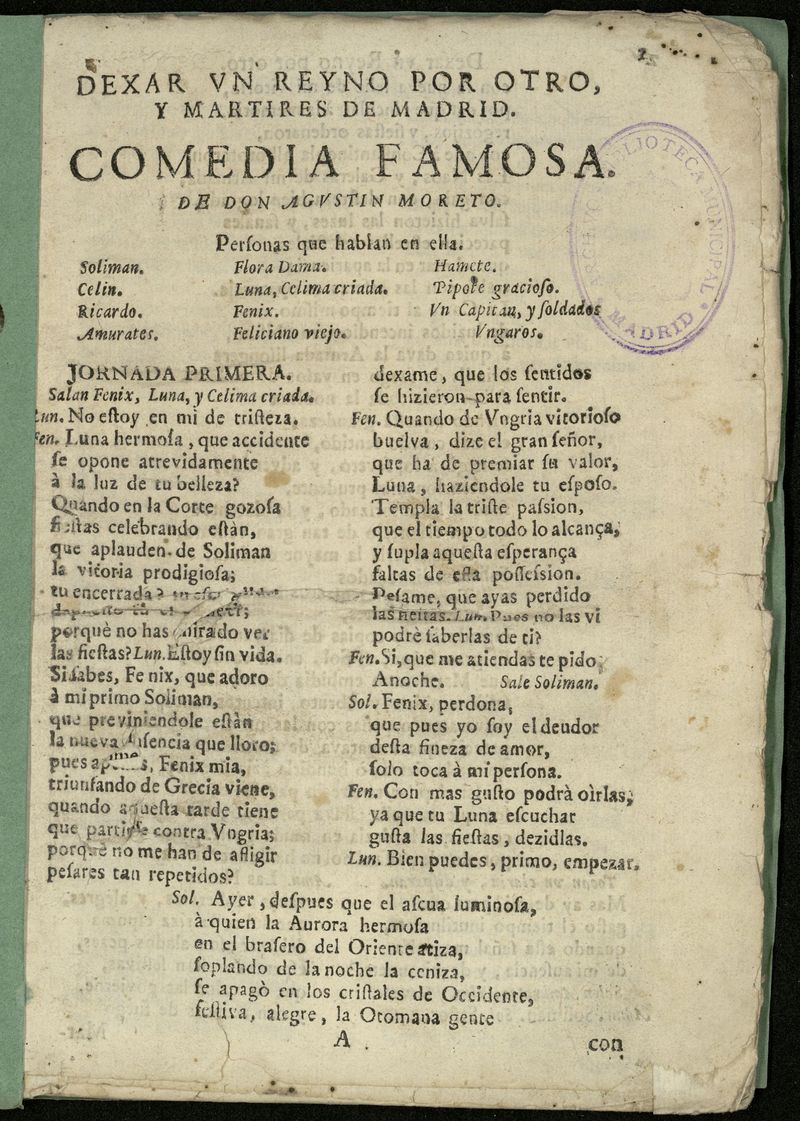 DEXAR VN REYNO POR OTRO,
Y MARTIRES DE MADRID.
COMEDIA FAMOSA.
DE DON AGVSTIN MORETO.
Perſonas que hablan en ella.
Soliman. Flora Dama. Hamete.
Celin. Luna, Celima criada. Pipote gracioſo.
Ricardo. Fenix. Vn Capitan, y ſoldados
Amurates. Feliciano viejo. Vngaros.
JORNADA PRIMERA.
Salan Fenix, Luna, y Celima criada.
Lun. No eſtoy en mi de triſteza.
Fen. Luna hermoſa, que accidente
ſe opone atrevidamente
à la luz de tu belleza?
Quando en la Corte gozoſa
fieſtas celebrando eſtàn,
que aplauden de Soliman
la vitoria prodigioſa;
tu encerrada?
porquè no has mirado ver
las fieſtas? Lun. Eſtoy ſin vida.
Si ſabes, Fenix, que adoro
à mi primo Soliman,
que previniendole eſtàn
la nueva auſencia que lloro;
pues apenas, Fenix mia,
triunfando de Grecia viene,
quando aqueſta tarde tiene
que partirſe contra Vngria;
porquè no me han de afligir
peſares tan repetidos?
dexame, que los ſentidos
ſe hizieron para ſentir.
Fen. Quando de Vngria vitorioſo
buelva, dize el gran ſeñor,
que ha de premiar ſu valor,
Luna, haziendole tu eſpoſo.
Templa la triſte paſsion,
que el tiempo todo lo alcança,
y ſupla aqueſta eſperança
faltas de eſſa poſſeſsion.
Peſame, que ayas perdido
las fieſtas. Lun. Pues no las vi
podrè ſaberlas de ti?
Fen. Si, que me atiendas te pido;
Anoche. Sale Soliman.
Sol. Fenix, perdona,
que pues yo ſoy el deudor
deſta fineza de amor,
ſolo toca à mi perſona.
Fen. Con mas guſto podrà oìrlas,
ya que tu Luna eſcuchar
guſta las fieſtas, dezidlas.
Lun. Bien puedes, primo, empezar.
Sol. Ayer, deſpues que el aſcua luminoſa,
à quien la Aurora hermoſa
en el braſero del Oriente atiza,
ſoplando de la noche la ceniza,
ſe apagò en los criſtales de Occidente,
feſtiva, alegre, la Otomana gente
A
con
BIBLIOTECA MUNICIPAL
MADRID